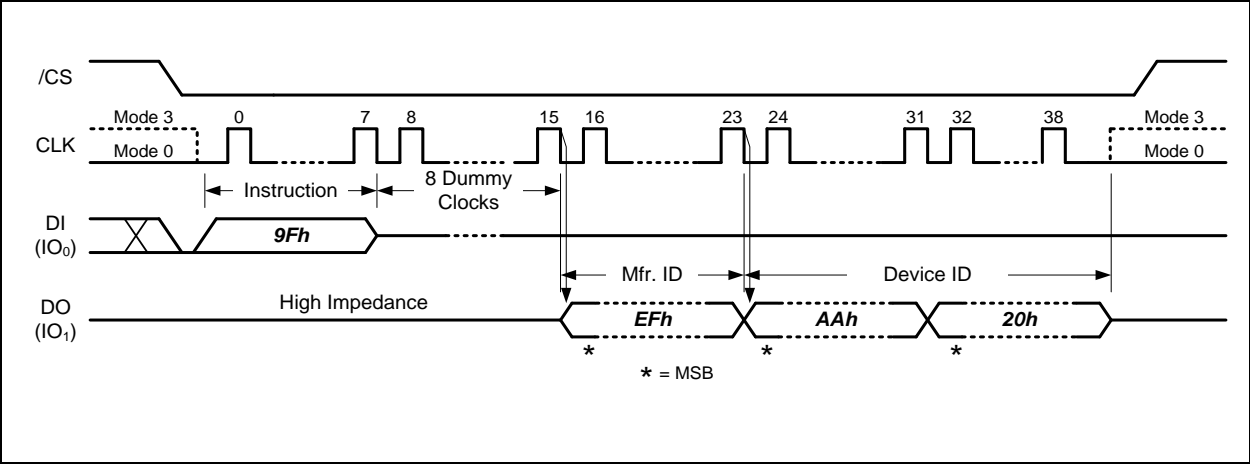 /CS
Mode 3 0 7 8 15 16 23 24 31 32 38 Mode 3
CLK
Mode 0 Mode 0
Instruction
8 Dummy
Clocks
DI
(IO₀)
9Fh
Mfr. ID
Device ID
High Impedance
DO
(IO₁)
EFh AAh 20h
* * *
* = MSB